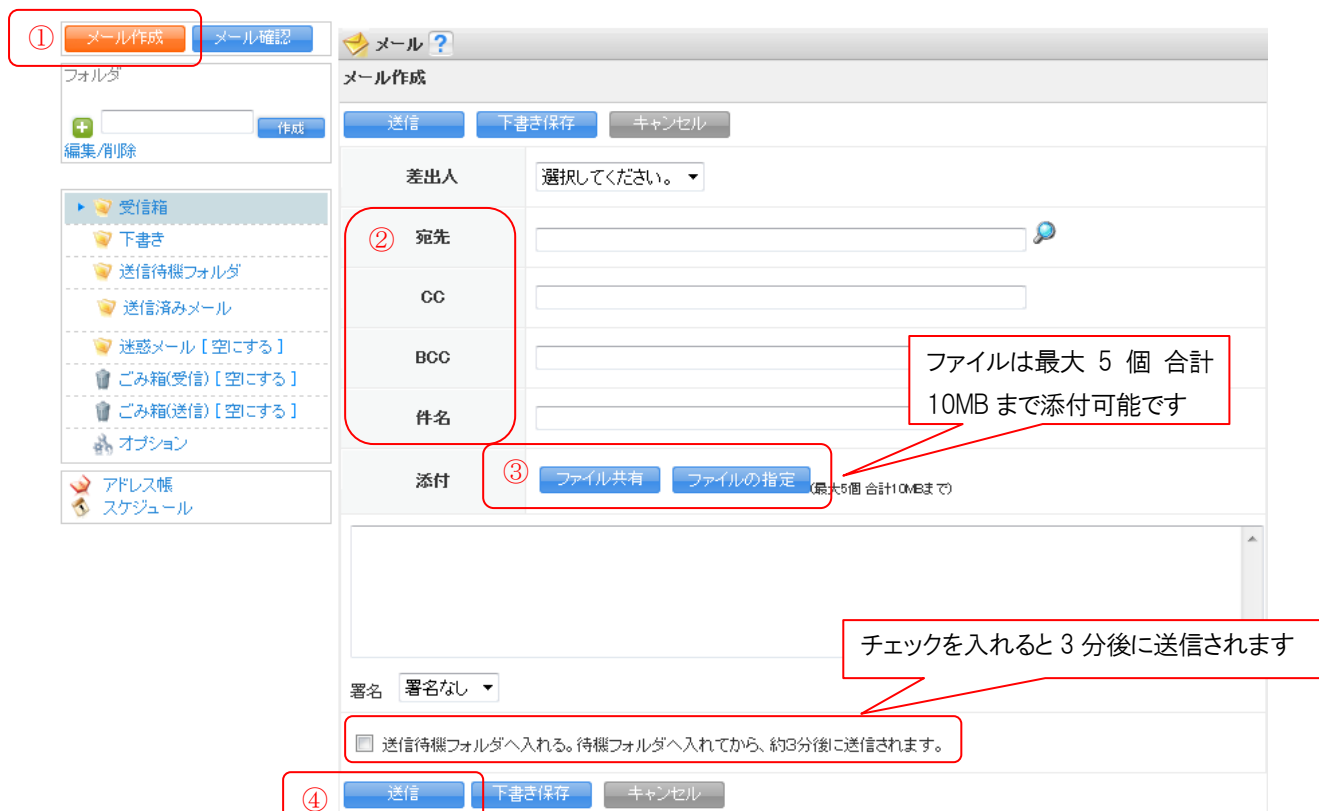 ① メール作成 メール確認
フォルダ
作成
編集/削除
受信箱
下書き
送信待機フォルダ
送信済みメール
迷惑メール [ 空にする ]
ごみ箱(受信) [ 空にする ]
ごみ箱(送信) [ 空にする ]
オプション
アドレス帳
スケジュール
メール ?
メール作成
送信 下書き保存 キャンセル
差出人 選択してください。
② 宛先
CC
BCC
件名
ファイルは最大 5 個 合計
10MB まで添付可能です
添付 ③ ファイル共有 ファイルの指定 (最大5個 合計10MBまで)
チェックを入れると 3 分後に送信されます
署名 署名なし
送信待機フォルダへ入れる。待機フォルダへ入れてから、約3分後に送信されます。
④ 送信 下書き保存 キャンセル